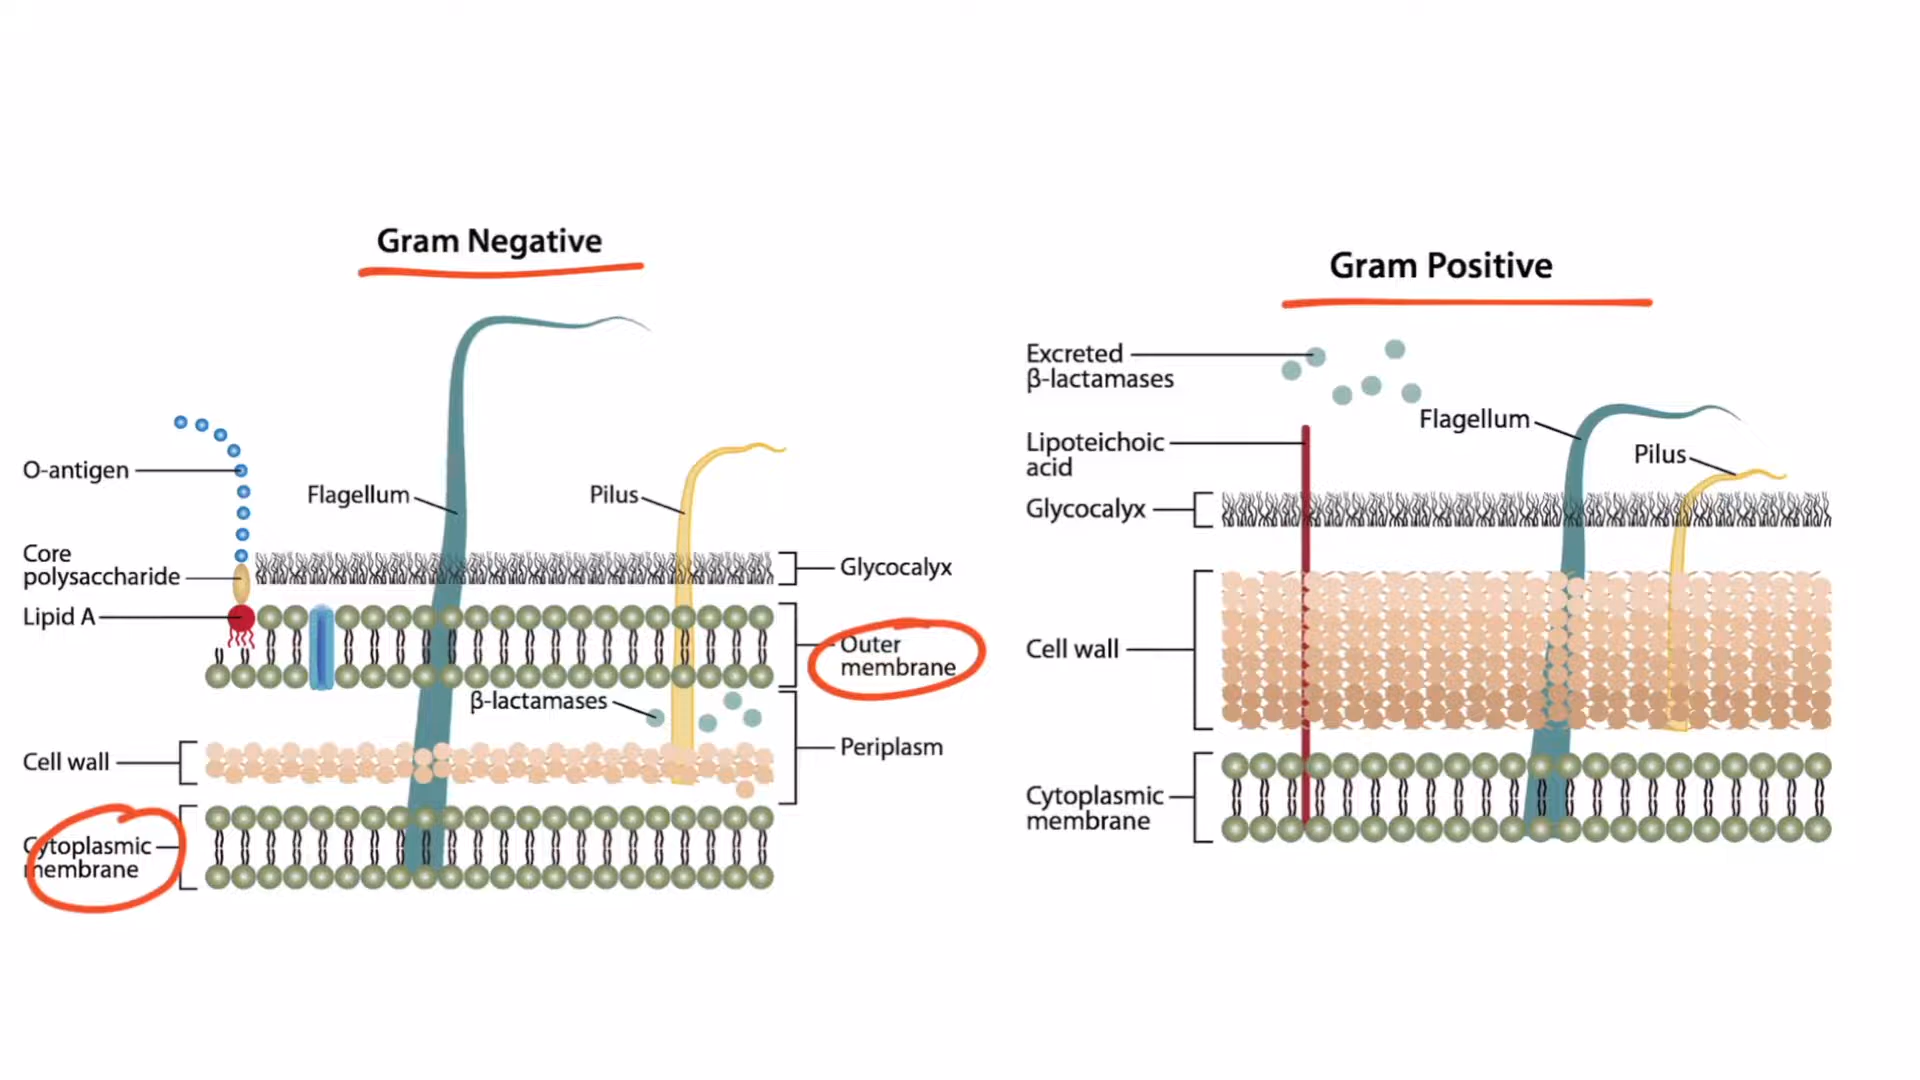 Gram Negative
O-antigen
Flagellum
Pilus
Core
polysaccharide
Glycocalyx
Lipid A
Outer
membrane
β-lactamases
Cell wall
Periplasm
Cytoplasmic
membrane
Gram Positive
Excreted
β-lactamases
Flagellum
Lipoteichoic
acid
Pilus
Glycocalyx
Cell wall
Cytoplasmic
membrane